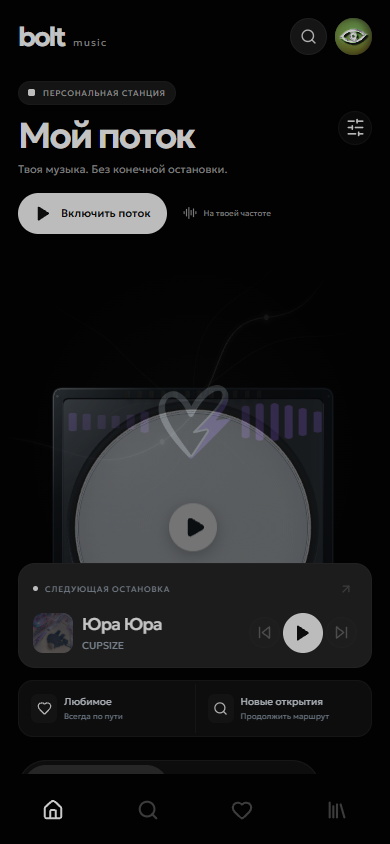 bolt music
ПЕРСОНАЛЬНАЯ СТАНЦИЯ
Мой поток
Твоя музыка. Без конечной остановки.
Включить поток
На твоей частоте
СЛЕДУЮЩАЯ ОСТАНОВКА
Юра Юра
CUPSIZE
Любимое
Всегда по пути
Новые открытия
Продолжить маршрут